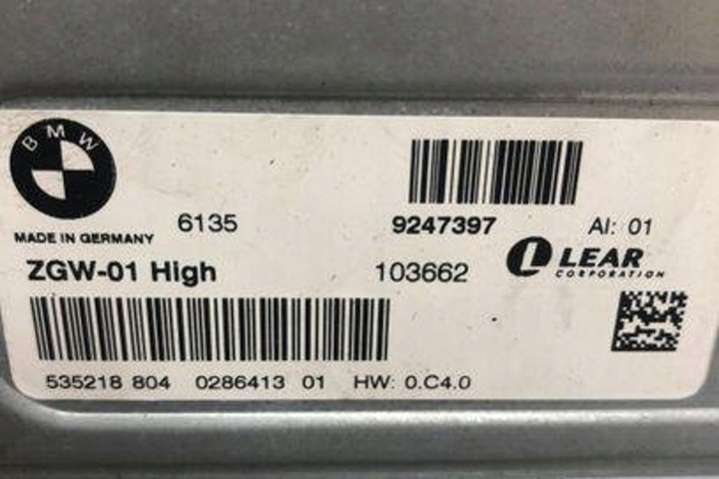 BMW
6135 9247397 AI: 01
MADE IN GERMANY
LEAR
CORPORATION
ZGW-01 High 103662
535218 804 0286413 01 HW: 0.C4.0